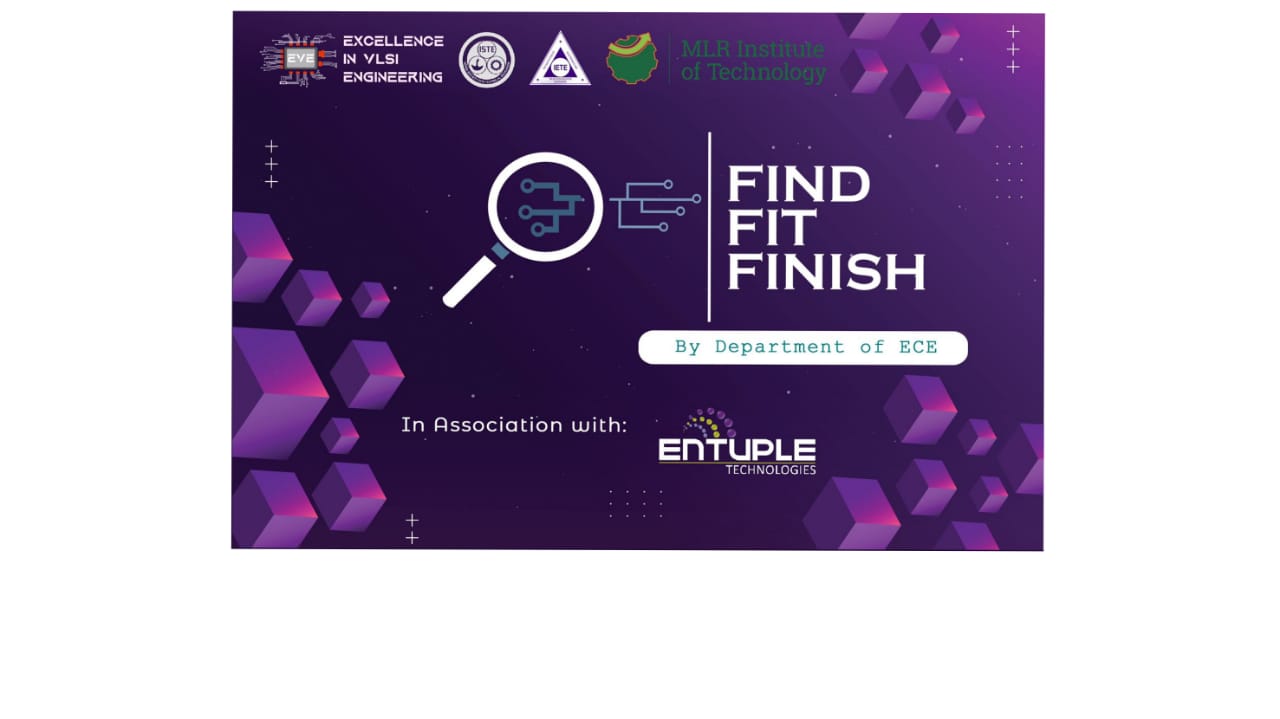 EYE
EXCELLENCE
IN VLSI
ENGINEERING
ISTE
IETE
MLR Institute
of Technology
FIND
FIT
FINISH
By Department of ECE
In Association with:
ENTUPLE
TECHNOLOGIES